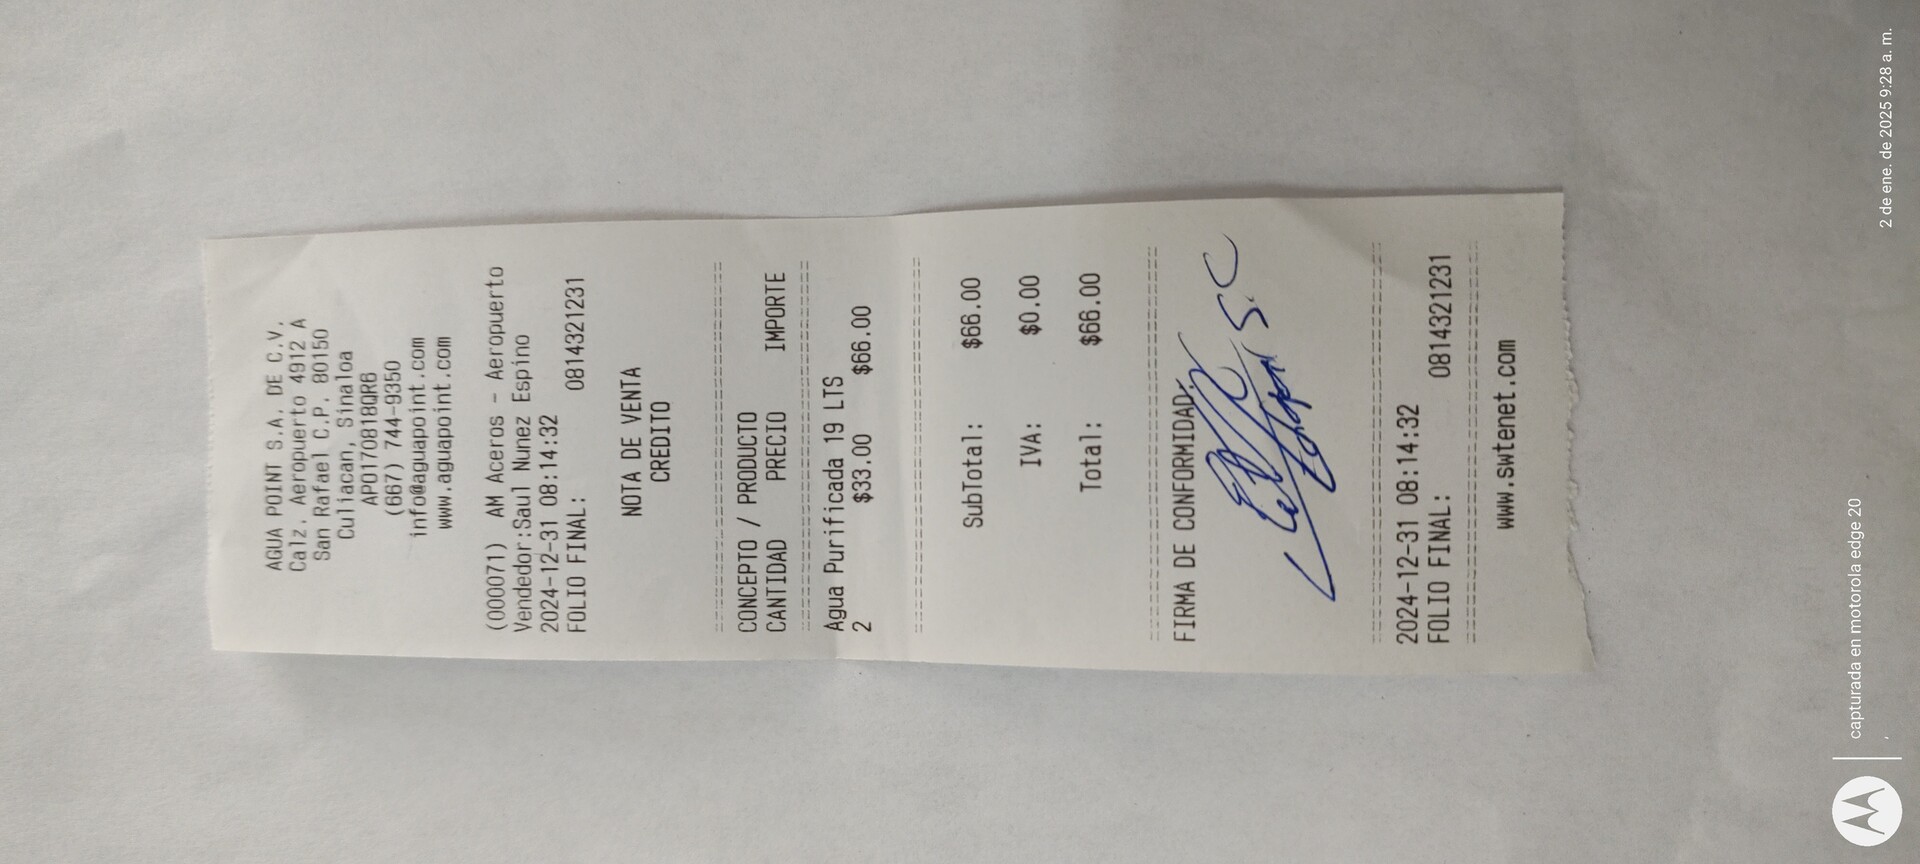 AGUA POINT S.A. DE C.V.
Calz. Aeropuerto 4912 A
San Rafael C.P. 80150
Culiacan, Sinaloa
APO170818QR6
(667) 744-9350
info@aguapoint.com
www.aguapoint.com
(000071) AM Aceros - Aeropuerto
Vendedor:Saul Nunez Espino
2024-12-31 08:14:32
FOLIO FINAL: 0814321231
NOTA DE VENTA
CREDITO
CONCEPTO / PRODUCTO
CANTIDAD PRECIO IMPORTE
Agua Purificada 19 LTS
2 $33.00 $66.00
SubTotal: $66.00
IVA: $0.00
Total: $66.00
FIRMA DE CONFORMIDAD:
2024-12-31 08:14:32
FOLIO FINAL: 0814321231
www.swtenet.com
capturada en motorola edge 20
2 de ene. de 2025 9:28 a. m.